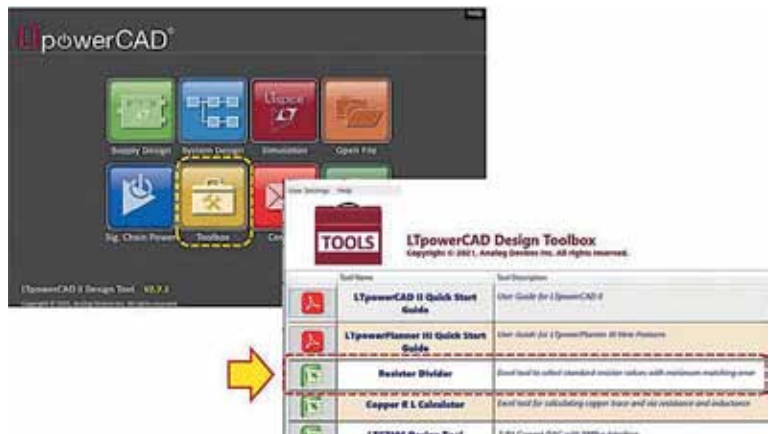 Help
LTpowerCAD®
Supply Design System Design Simulation Open File
LTspice
LT
Sig. Chain Power Toolbox
LTpowerCAD II Design Tool V2.7.1
User Settings Help
TOOLS
LTpowerCAD Design Toolbox
Copyright © 2021, Analog Devices Inc. All rights reserved.
Tool Name Tool Description
LTpowerCAD II Quick Start Guide User Guide for LTpowerCAD II
LTpowerPlanner III Quick Start Guide User Guide for LTpowerPlanner III New Features
Resistor Divider Excel tool to select standard resistor values with minimum matching error
Copper R L Calculator Excel tool for calculating copper trace and via resistance and inductance